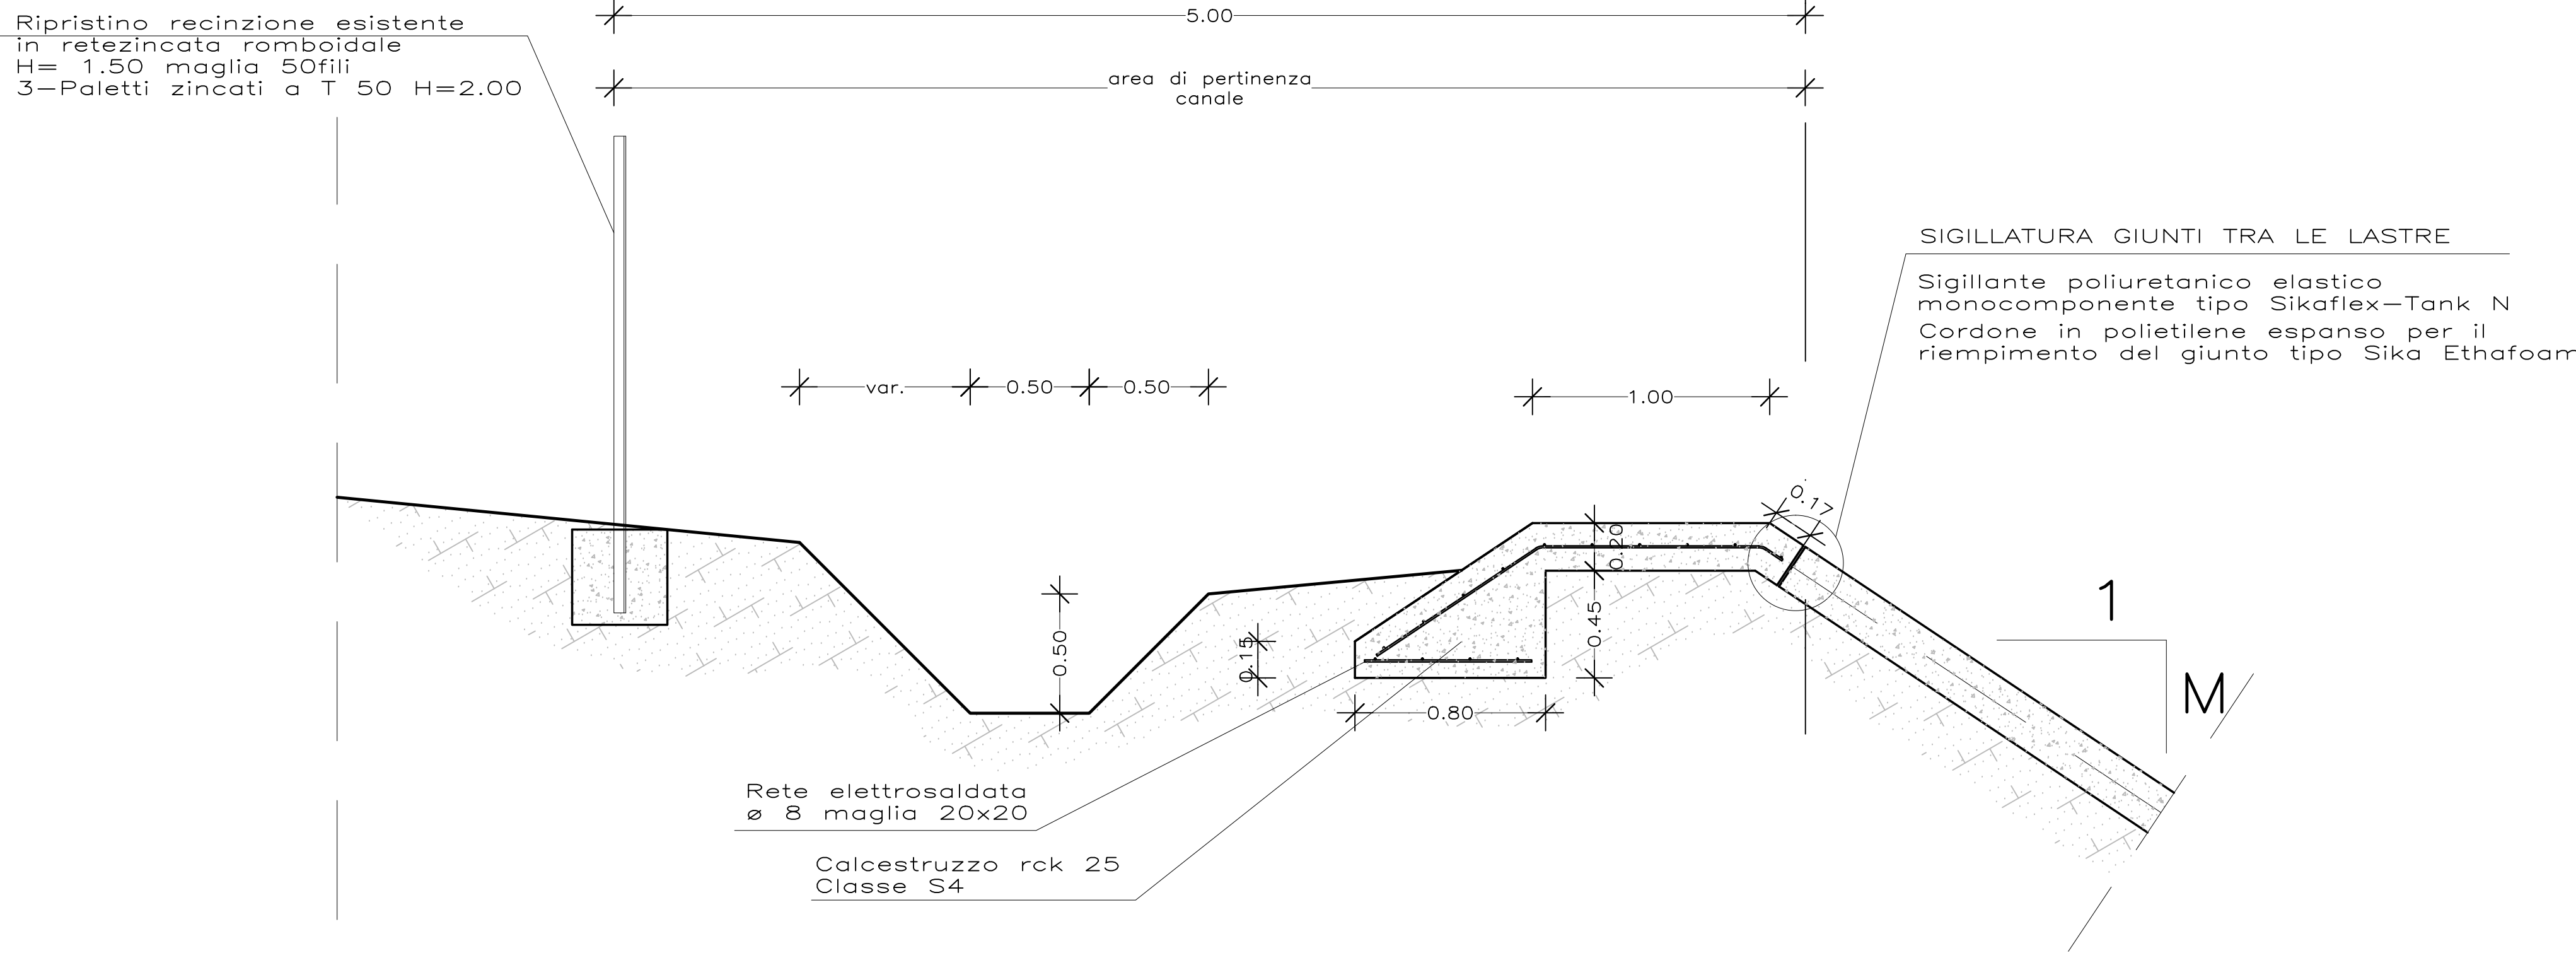 Ripristino recinzione esistente
in retezincata romboidale
H= 1.50 maglia 50fili
3-Paletti zincati a T 50 H=2.00
5.00
area di pertinenza
canale
SIGILLATURA GIUNTI TRA LE LASTRE
Sigillante poliuretanico elastico
monocomponente tipo Sikaflex-Tank N
Cordone in polietilene espanso per il
riempimento del giunto tipo Sika Ethafoam
var.
0.50
0.50
1.00
0.17
0.20
0.45
0.50
0.15
0.80
1
M
Rete elettrosaldata
ø 8 maglia 20x20
Calcestruzzo rck 25
Classe S4